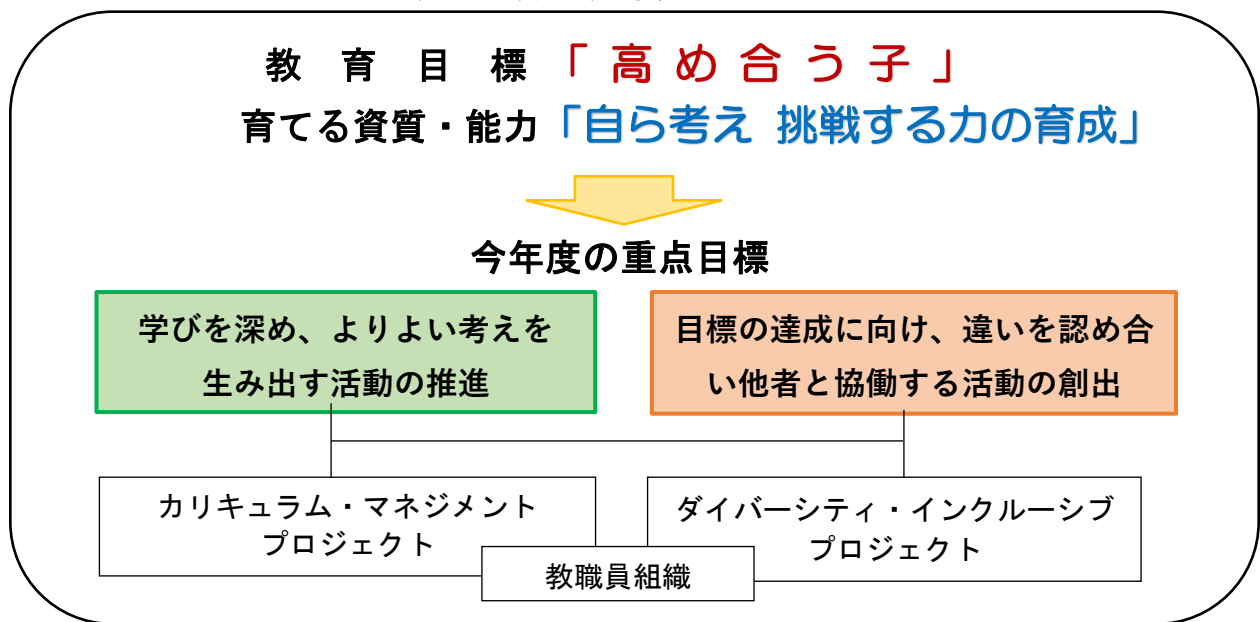 教育目標「高め合う子」
育てる資質・能力「自ら考え 挑戦する力の育成」
今年度の重点目標
学びを深め、よりよい考えを
生み出す活動の推進
目標の達成に向け、違いを認め合
い他者と協働する活動の創出
カリキュラム・マネジメント
プロジェクト
ダイバーシティ・インクルーシブ
プロジェクト
教職員組織